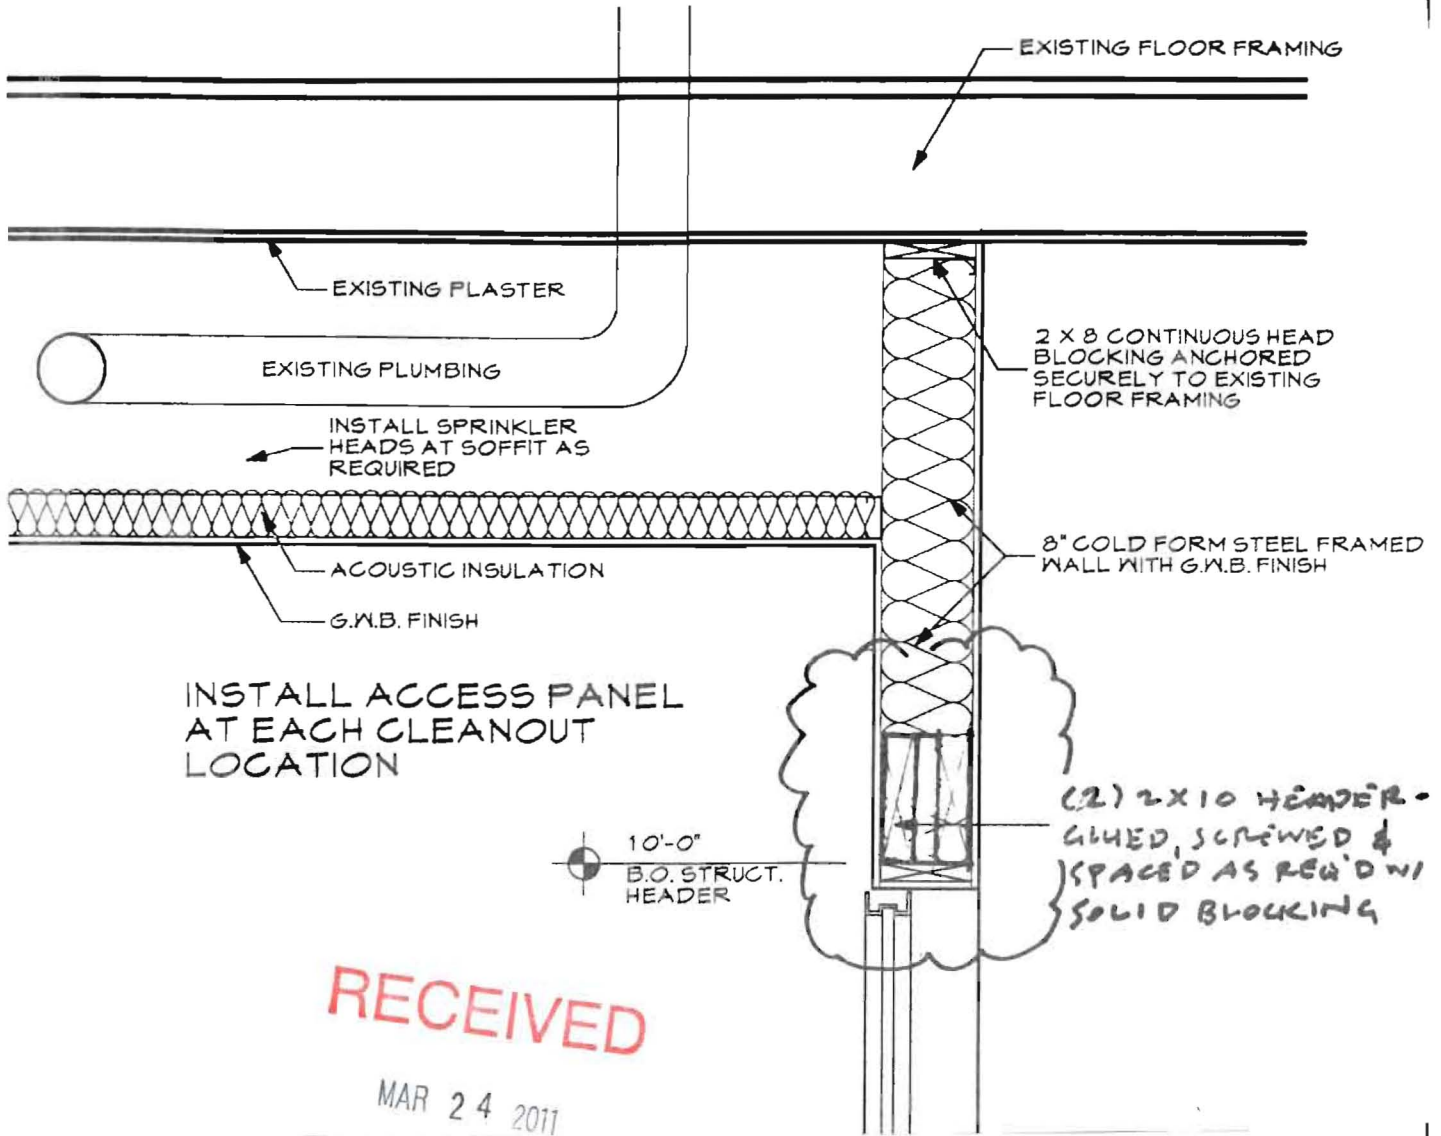 EXISTING FLOOR FRAMING
EXISTING PLASTER
EXISTING PLUMBING
2 X 8 CONTINUOUS HEAD
BLOCKING ANCHORED
SECURELY TO EXISTING
FLOOR FRAMING
INSTALL SPRINKLER
HEADS AT SOFFIT AS
REQUIRED
8" COLD FORM STEEL FRAMED
WALL WITH G.W.B. FINISH
ACOUSTIC INSULATION
G.W.B. FINISH
INSTALL ACCESS PANEL
AT EACH CLEANOUT
LOCATION
(2) 2X10 HEADER-
GLUED, SCREWED &
SPACED AS REQ'D W/
SOLID BLOCKING
10'-0"
B.O. STRUCT.
HEADER
RECEIVED
MAR 24 2011